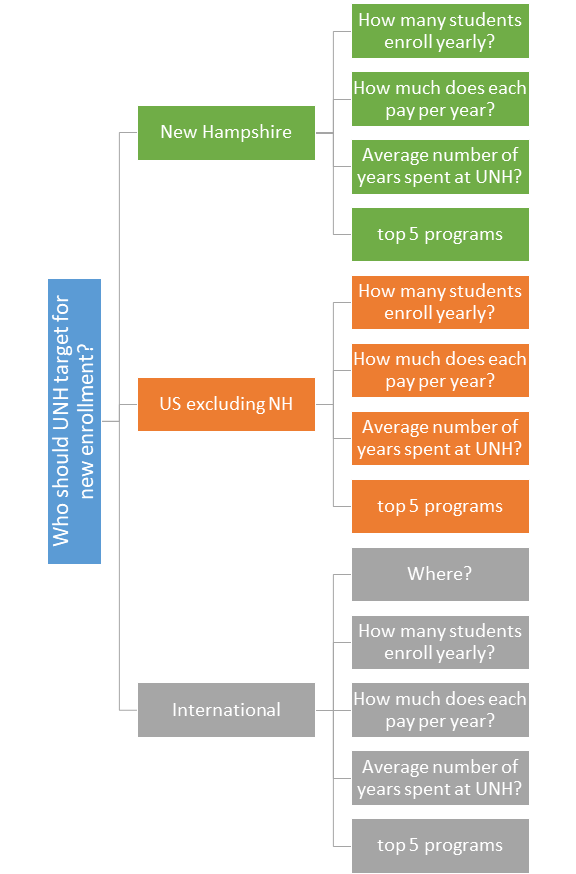 Who should UNH target for
new enrollment?
New Hampshire
How many students
enroll yearly?
How much does each
pay per year?
Average number of
years spent at UNH?
top 5 programs
US excluding NH
How many students
enroll yearly?
How much does each
pay per year?
Average number of
years spent at UNH?
top 5 programs
International
Where?
How many students
enroll yearly?
How much does each
pay per year?
Average number of
years spent at UNH?
top 5 programs